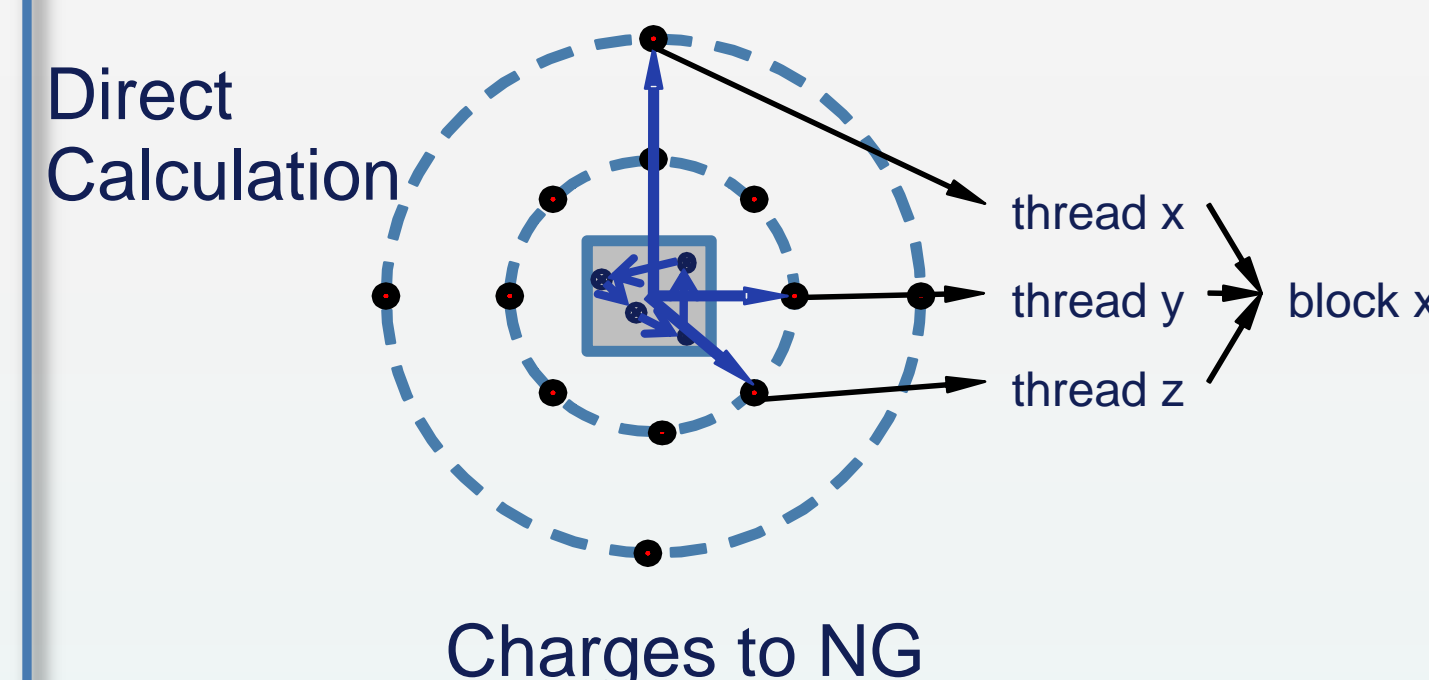 Direct
Calculation
thread x
thread y
block x
thread z
Charges to NG